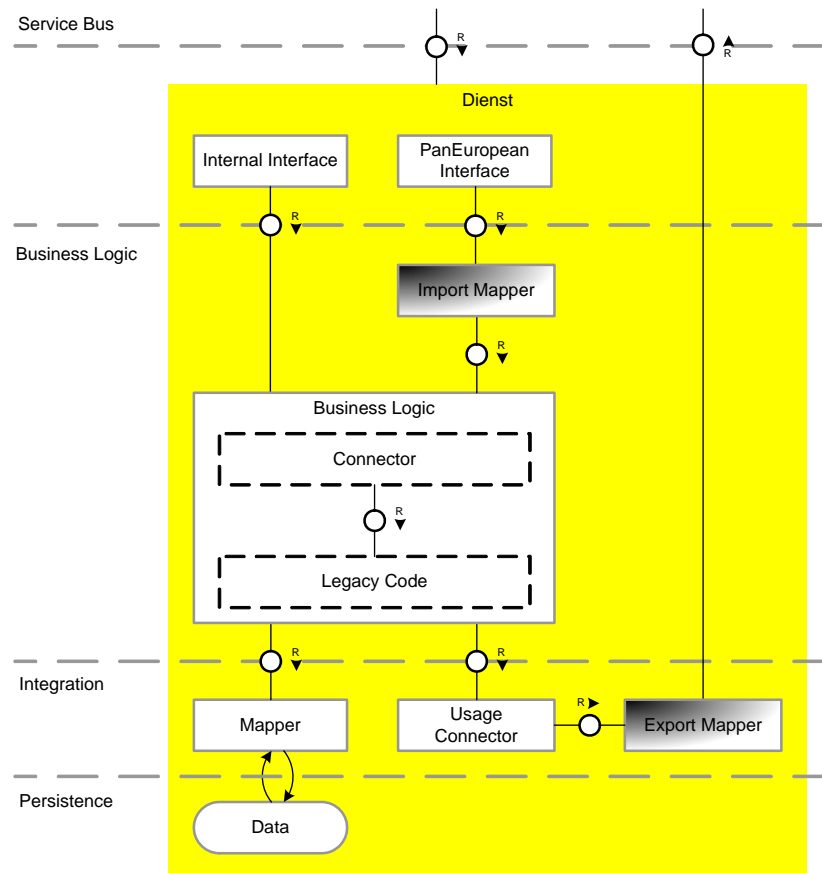 Service Bus
R
R
Dienst
Internal Interface
PanEuropean
Interface
R
R
Business Logic
Import Mapper
R
Business Logic
Connector
R
Legacy Code
R
R
Integration
Mapper
Usage
Connector
R
Export Mapper
Persistence
Data